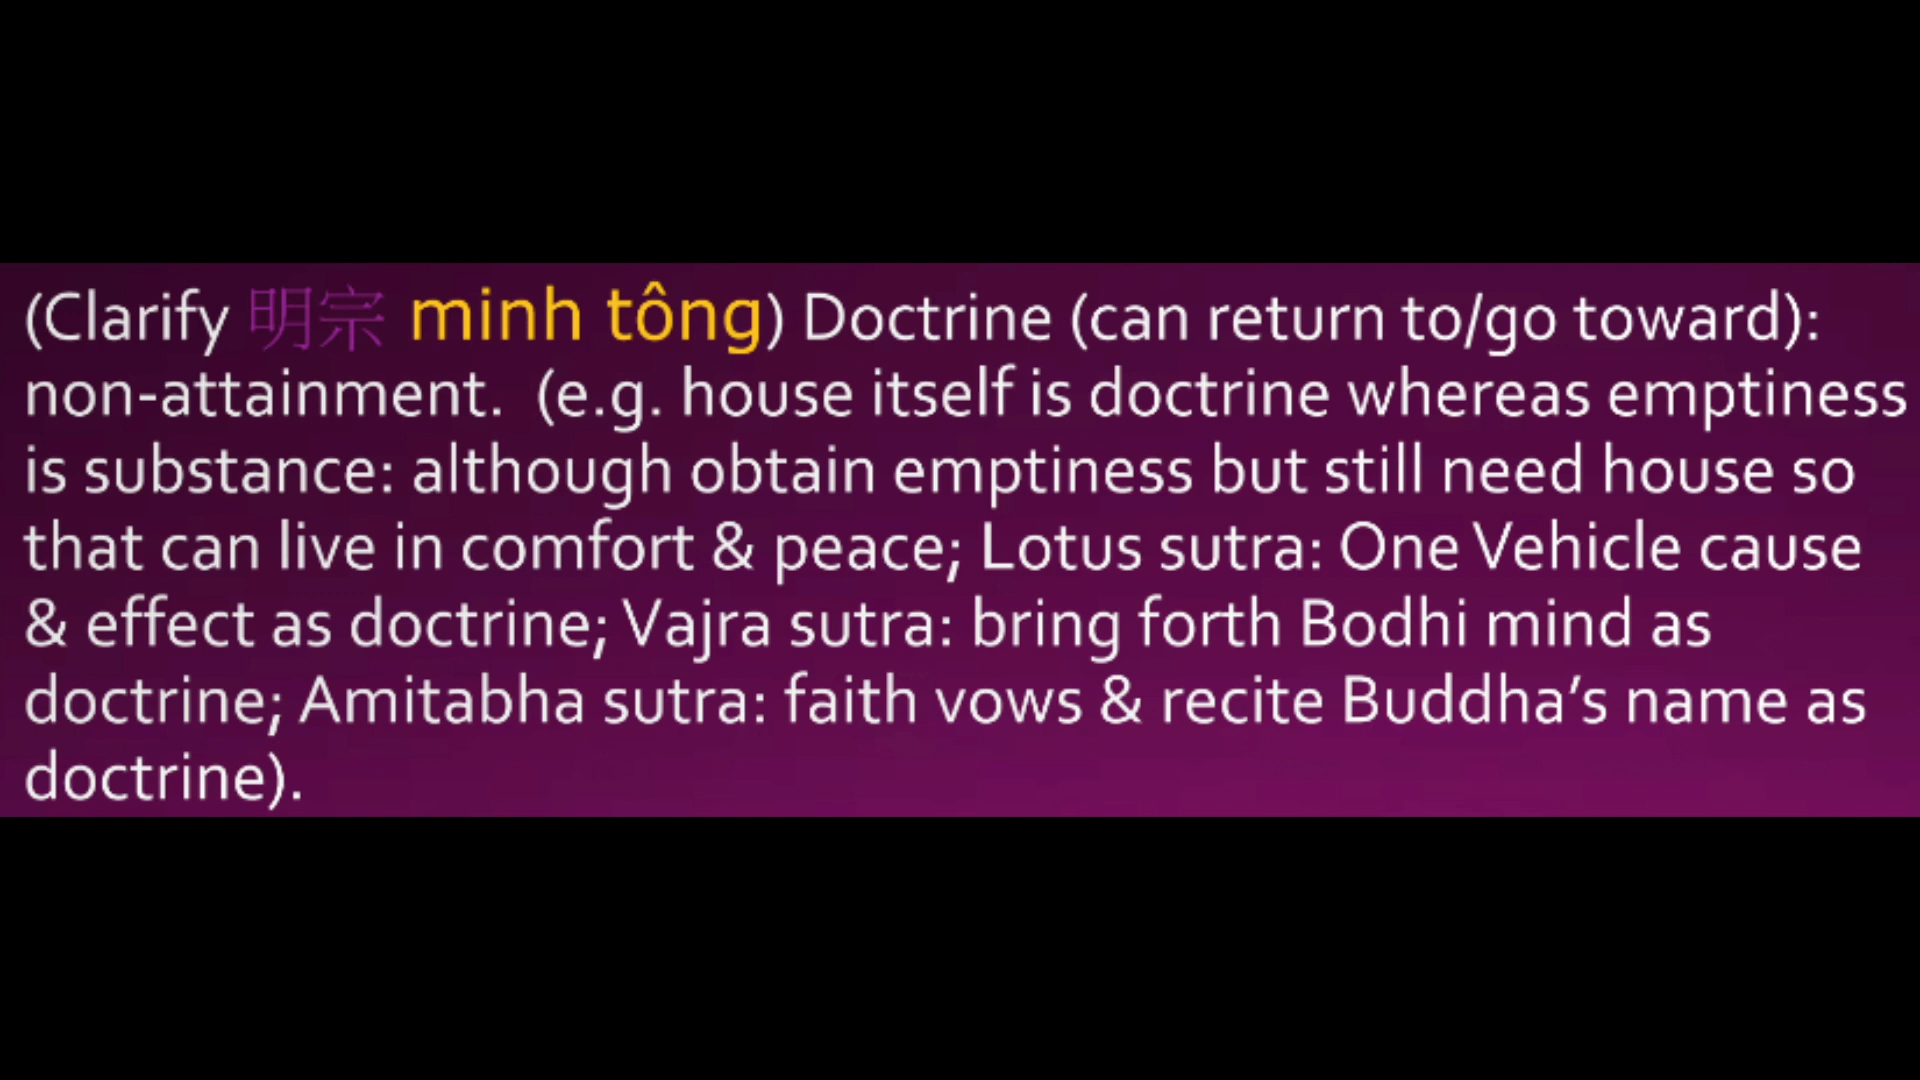 (Clarify 明宗 minh tông) Doctrine (can return to/go toward):
non-attainment. (e.g. house itself is doctrine whereas emptiness
is substance: although obtain emptiness but still need house so
that can live in comfort & peace; Lotus sutra: One Vehicle cause
& effect as doctrine; Vajra sutra: bring forth Bodhi mind as
doctrine; Amitabha sutra: faith vows & recite Buddha’s name as
doctrine).